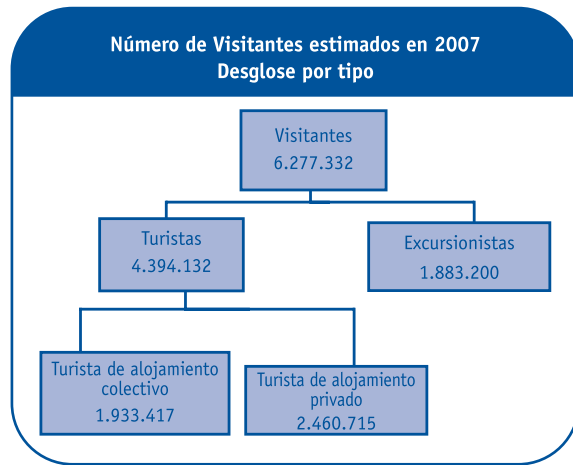 Número de Visitantes estimados en 2007
Desglose por tipo
Visitantes
6.277.332
Turistas
4.394.132
Excursionistas
1.883.200
Turista de alojamiento
colectivo
1.933.417
Turista de alojamiento
privado
2.460.715